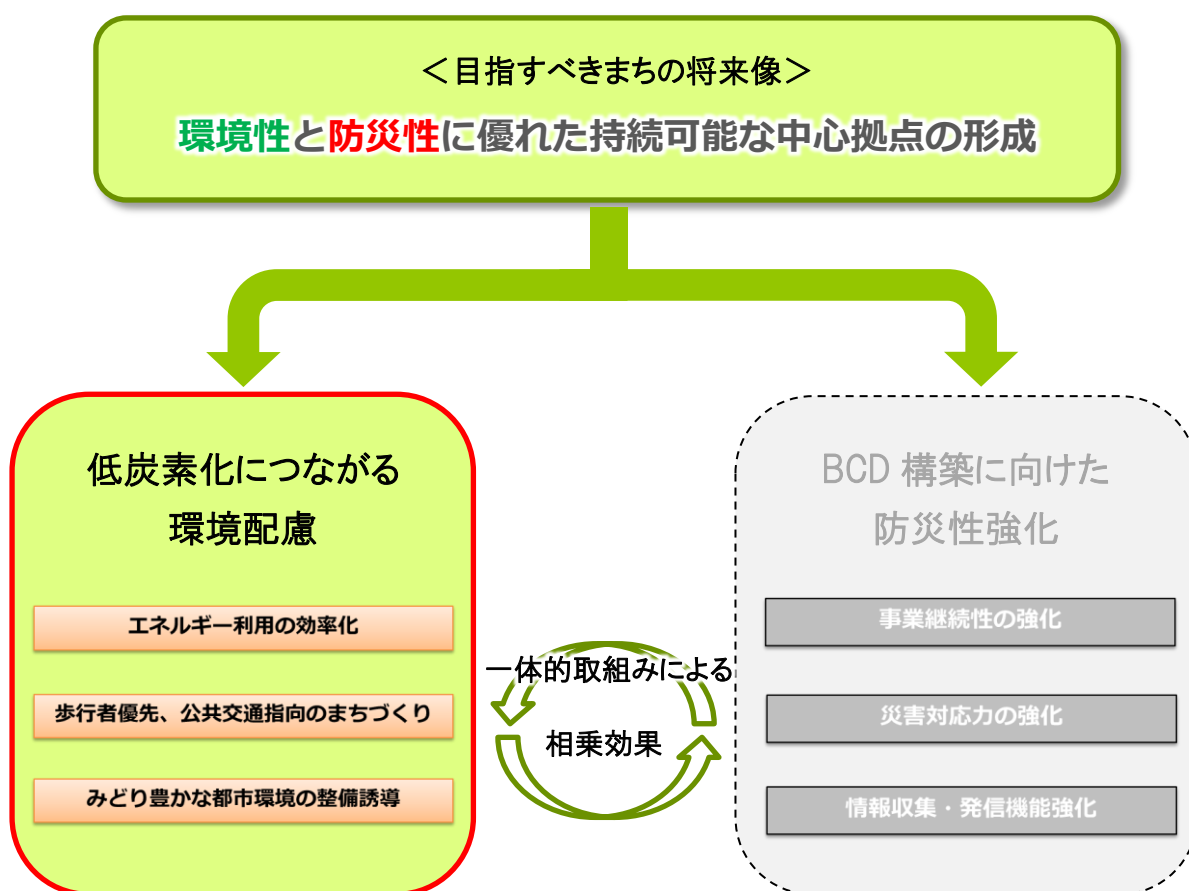 ＜目指すべきまちの将来像＞
環境性と防災性に優れた持続可能な中心拠点の形成
低炭素化につながる
環境配慮
エネルギー利用の効率化
歩行者優先、公共交通指向のまちづくり
みどり豊かな都市環境の整備誘導
一体的取組みによる
相乗効果
BCD 構築に向けた
防災性強化
事業継続性の強化
災害対応力の強化
情報収集・発信機能強化